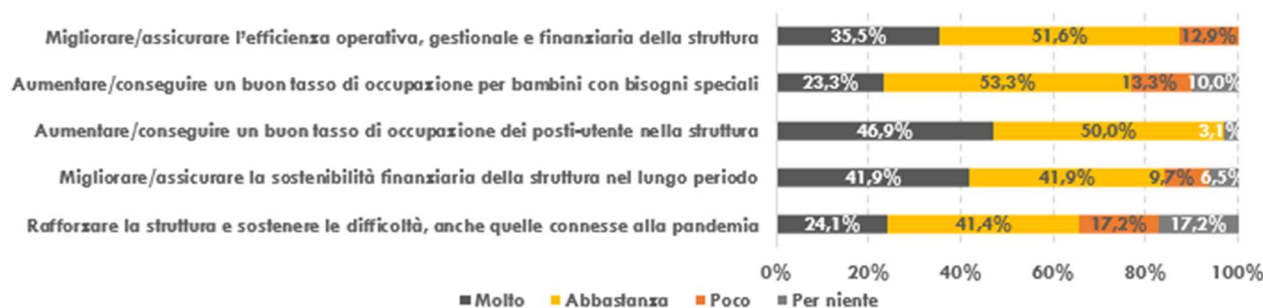 Migliorare/assicurare l'efficienza operativa, gestionale e finanziaria della struttura 35,5% 51,6% 12,9%
Aumentare/conseguire un buon tasso di occupazione per bambini con bisogni speciali 23,3% 53,3% 13,3% 10,0%
Aumentare/conseguire un buon tasso di occupazione dei posti-utente nella struttura 46,9% 50,0% 3,1%
Migliorare/assicurare la sostenibilità finanziaria della struttura nel lungo periodo 41,9% 41,9% 9,7% 6,5%
Rafforzare la struttura e sostenere le difficoltà, anche quelle connesse alla pandemia 24,1% 41,4% 17,2% 17,2%
0% 20% 40% 60% 80% 100%
Molto Abbastanza Poco Per niente